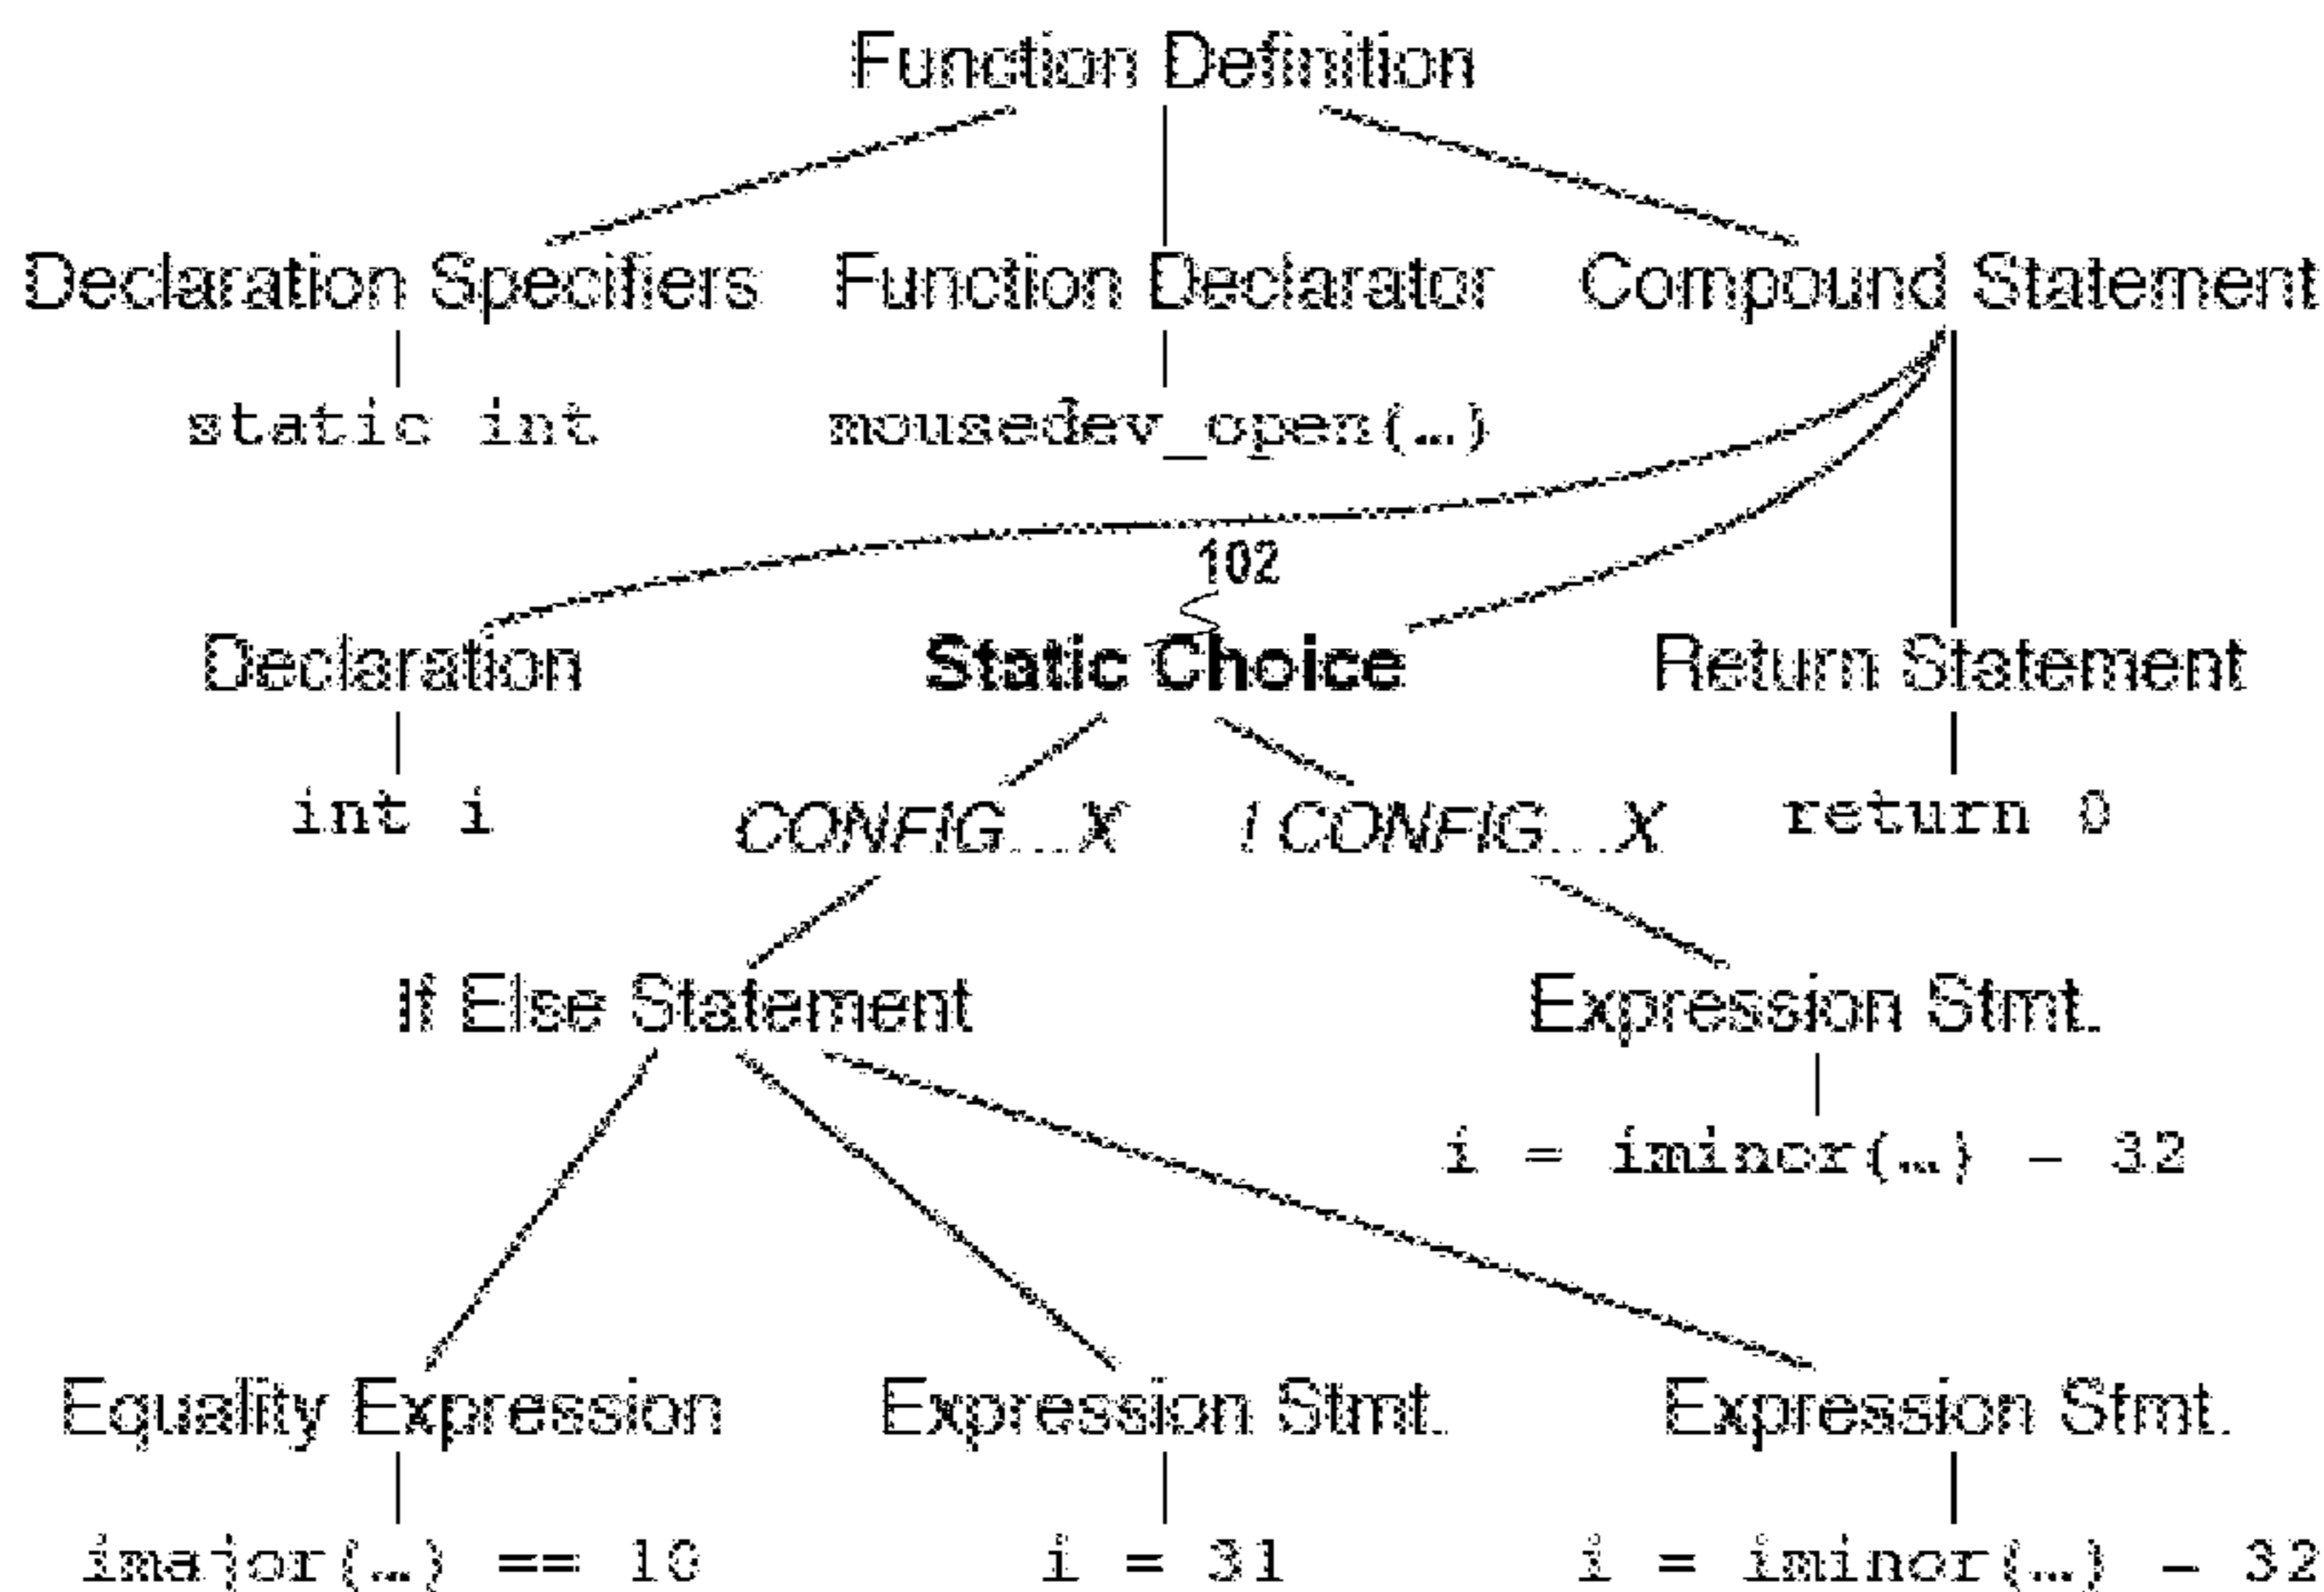 Function Definition
Declaration Specifiers Function Declarator Compound Statement
static int mousedev_open(…)
102
Declaration Static Choice Return Statement
int i CONFIG…X ! CONFIG…X return 0
If Else Statement Expression Stmt.
i = iminor(…) - 32
Equality Expression Expression Stmt. Expression Stmt.
imajor(…) == 10 i = 31 i = iminor(…) - 32